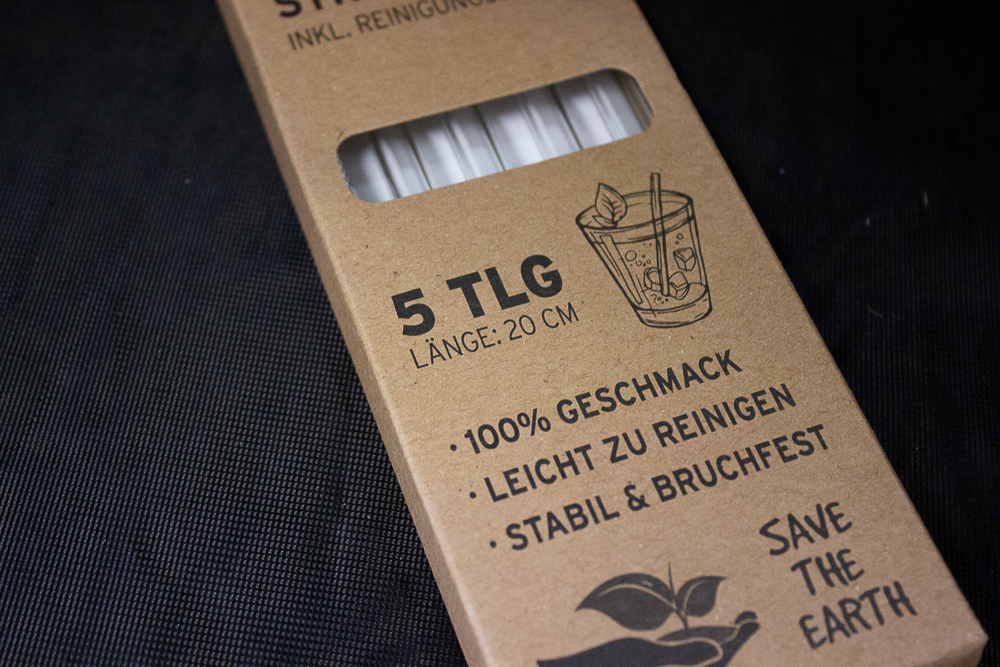 INKL. REINIGUNGS
5 TLG
LÄNGE: 20 CM
· 100% GESCHMACK
· LEICHT ZU REINIGEN
· STABIL & BRUCHFEST
SAVE
THE
EARTH